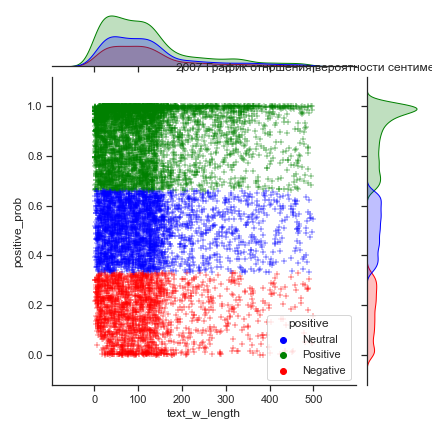 2007 График отношения вероятности сентиме
1.0
0.8
0.6
0.4
0.2
0.0
positive_prob
positive
Neutral
Positive
Negative
0 100 200 300 400 500
text_w_length